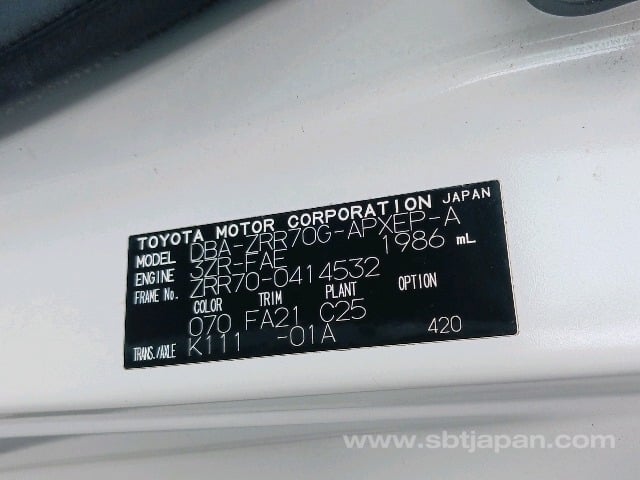 TOYOTA MOTOR CORPORATION JAPAN
MODEL DBA-ZRR70G-APXEP-A
ENGINE 3ZR-FAE 1986 mL
FRAME No. ZRR70-0414532
COLOR TRIM PLANT OPTION
070 FA21 C25
TRANS./AXLE K111 -01A 420
www.sbtjapan.com